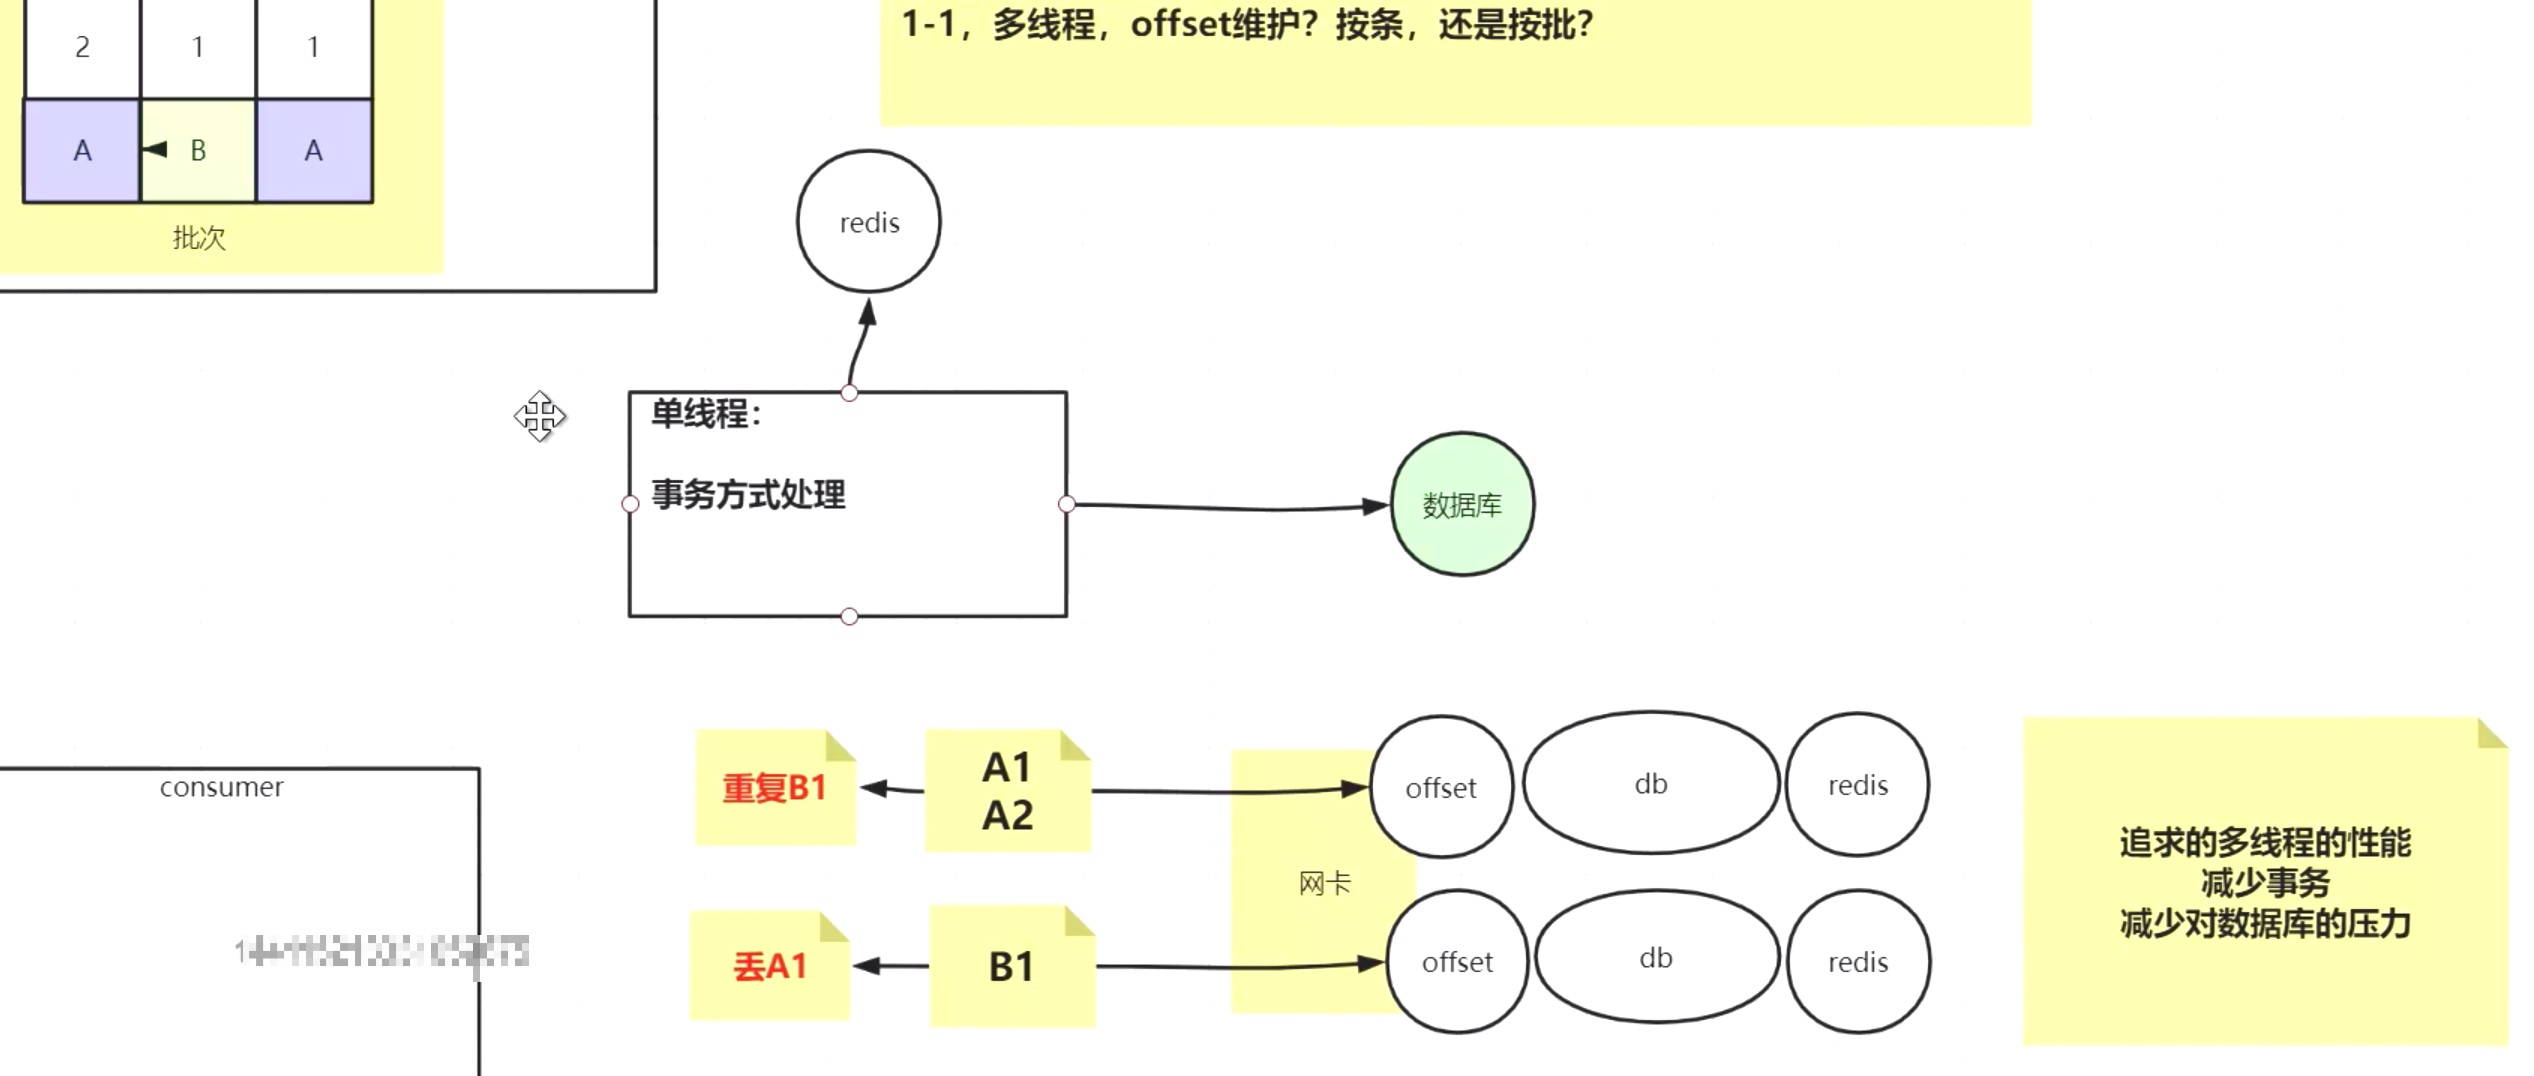 1-1，多线程，offset维护？按条，还是按批？
2 1 1
A B A
批次
redis
单线程：
事务方式处理
数据库
consumer
重复B1
A1
A2
offset
db
redis
网卡
丢A1
B1
offset
db
redis
追求的多线程的性能
减少事务
减少对数据库的压力